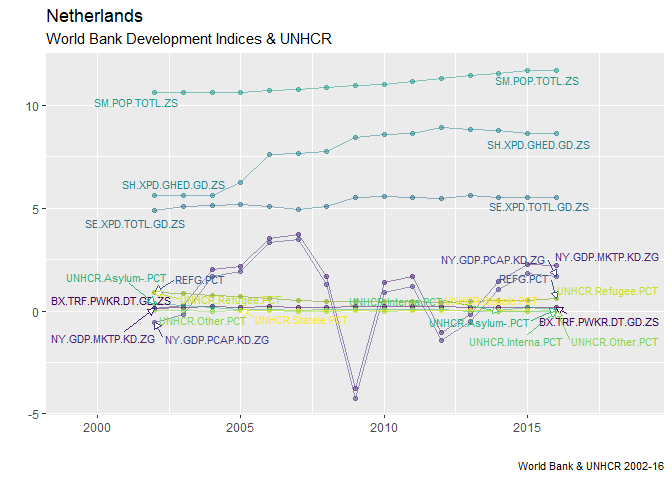 Netherlands
World Bank Development Indices & UNHCR
10
5
0
-5
SM.POP.TOTL.ZS
SM.POP.TOTL.ZS
SH.XPD.GHED.GD.ZS
SH.XPD.GHED.GD.ZS
SE.XPD.TOTL.GD.ZS
SE.XPD.TOTL.GD.ZS
NY.GDP.PCAP.KD.ZG
NY.GDP.MKTP.KD.ZG
UNHCR.Asylum-.PCT
REFG.PCT
REFG.PCT
UNHCR.Refugee.PCT
UNHCR.Refugee.PCT
BX.TRF.PWKR.DT.GD.ZS
UNHCR.Interna.PCT
UNHCR.Other.PCT
UNHCR.Statele.PCT
UNHCR.Asylum-.PCT
BX.TRF.PWKR.DT.GD.ZS
NY.GDP.MKTP.KD.ZG
NY.GDP.PCAP.KD.ZG
UNHCR.Interna.PCT
UNHCR.Other.PCT
2000
2005
2010
2015
World Bank & UNHCR 2002-16